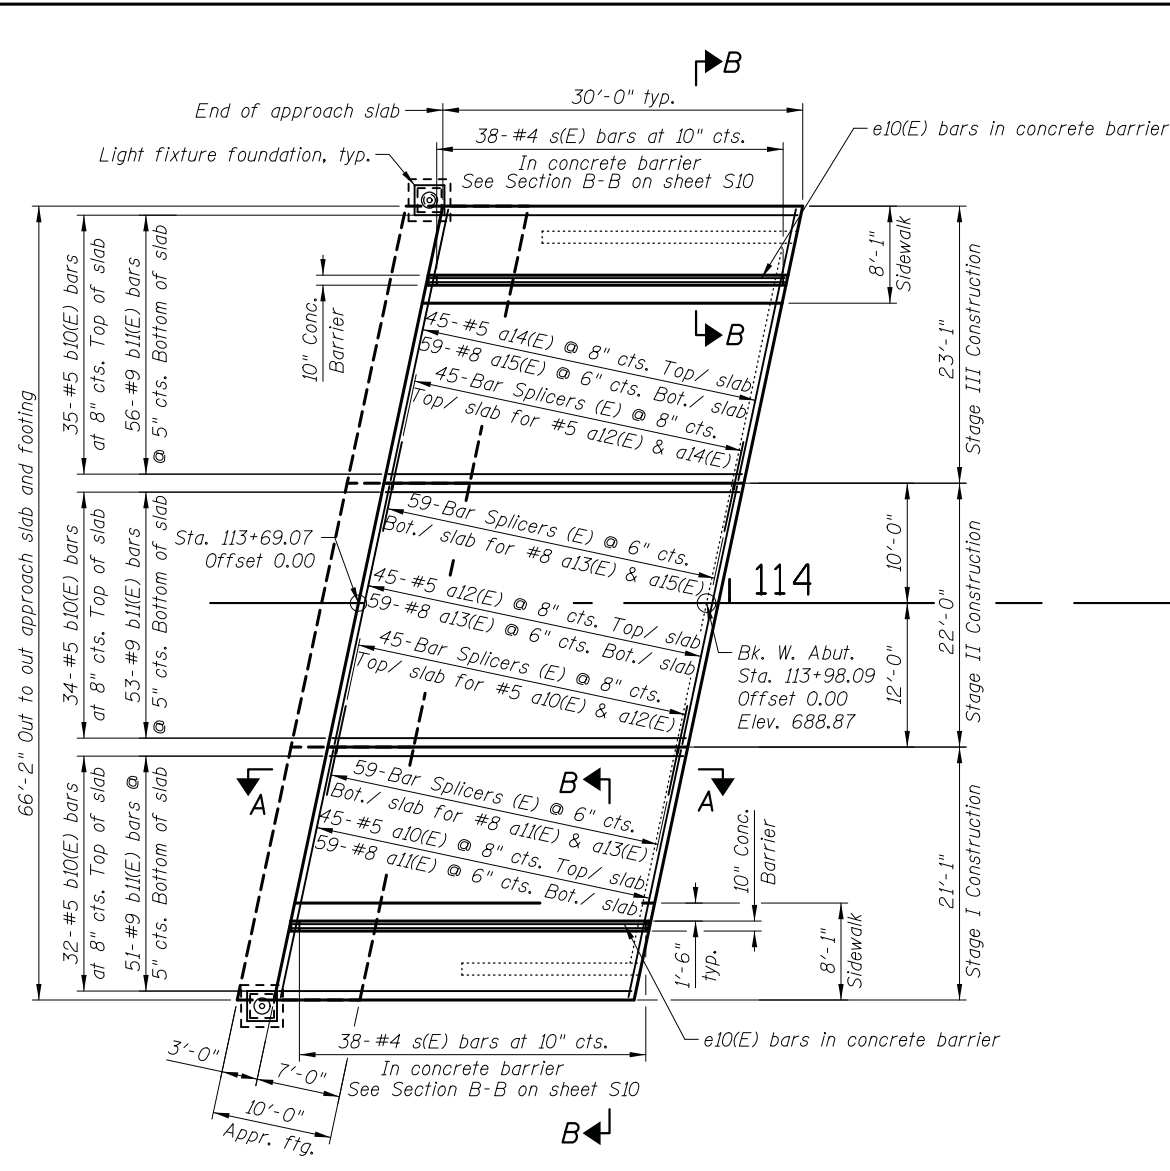 B
30'-0" typ.
End of approach slab
38-#4 s(E) bars at 10" cts.
In concrete barrier
See Section B-B on sheet S10
e10(E) bars in concrete barrier
Light fixture foundation, typ.
66'-2" Out to out approach slab and footing
35-#5 b10(E) bars
at 8" cts. Top of slab
56-#9 b11(E) bars
@ 5" cts. Bottom of slab
10" Conc.
Barrier
8'-1"
Sidewalk
23'-1"
Stage III Construction
B
45-#5 a14(E) @ 8" cts. Top/ slab
59-#8 a15(E) @ 6" cts. Bot./ slab
45-Bar Splicers (E) @ 8" cts.
Top/ slab for #5 a12(E) & a14(E)
34-#5 b10(E) bars
at 8" cts. Top of slab
53-#9 b11(E) bars
@ 5" cts. Bottom of slab
Sta. 113+69.07
Offset 0.00
59-Bar Splicers (E) @ 6" cts.
Bot./ slab for #8 a13(E) & a15(E)
45-#5 a12(E) @ 8" cts. Top/ slab
59-#8 a13(E) @ 6" cts. Bot./ slab
45-Bar Splicers (E) @ 8" cts.
Top/ slab for #5 a10(E) & a12(E)
114
10'-0"
12'-0"
22'-0"
Stage II Construction
Bk. W. Abut.
Sta. 113+98.09
Offset 0.00
Elev. 688.87
32-#5 b10(E) bars
at 8" cts. Top of slab
51-#9 b11(E) bars @
5" cts. Bottom of slab
A
B
A
59-Bar Splicers (E) @ 6" cts.
Bot./ slab for #8 a11(E) & a13(E)
45-#5 a10(E) @ 8" cts. Top/ slab
59-#8 a11(E) @ 6" cts. Bot./ slab
10" Conc.
Barrier
1'-6"
typ.
8'-1"
Sidewalk
21'-1"
Stage I Construction
38-#4 s(E) bars at 10" cts.
In concrete barrier
See Section B-B on sheet S10
e10(E) bars in concrete barrier
3'-0"
7'-0"
10'-0"
Appr. ftg.
B